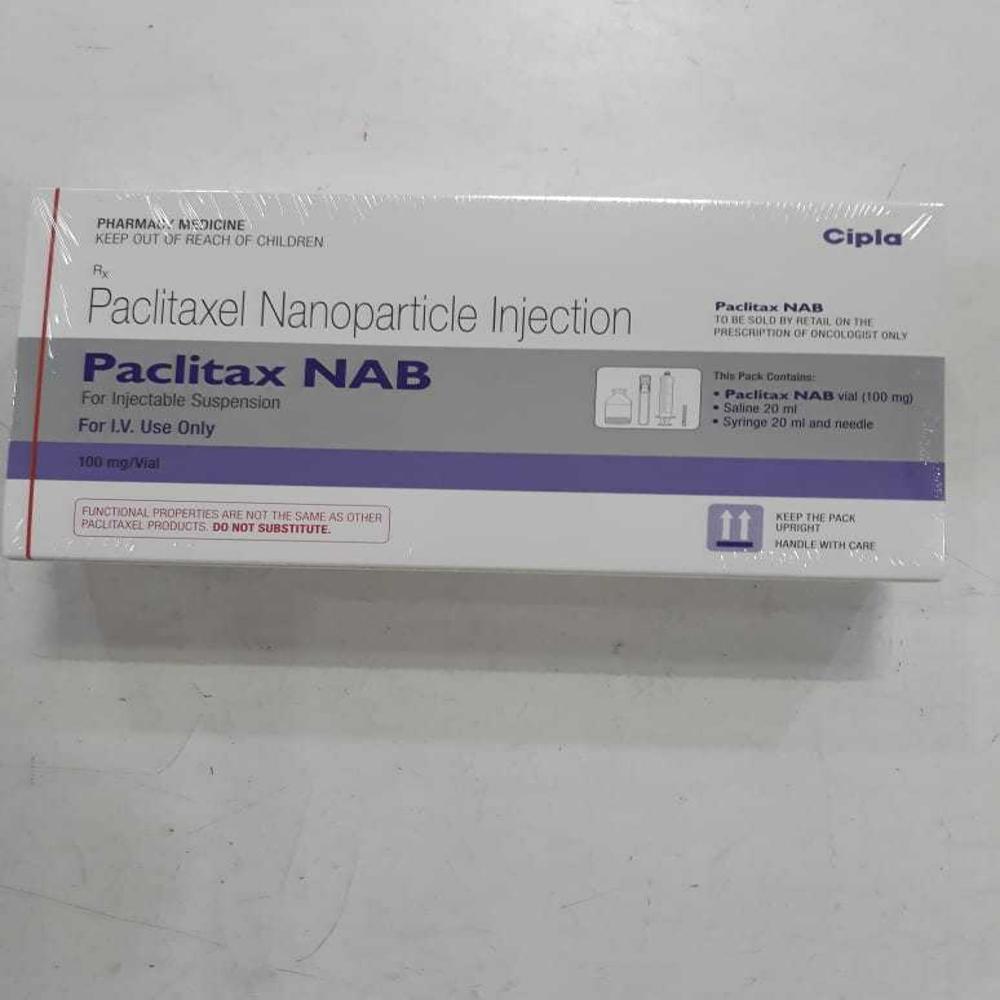 PHARMACY MEDICINE
KEEP OUT OF REACH OF CHILDREN
Cipla
Rx
Paclitaxel Nanoparticle Injection
Paclitax NAB
TO BE SOLD BY RETAIL ON THE
PRESCRIPTION OF ONCOLOGIST ONLY
Paclitax NAB
For Injectable Suspension
For I.V. Use Only
100 mg/Vial
This Pack Contains:
• Paclitax NAB vial (100 mg)
• Saline 20 ml
• Syringe 20 ml and needle
FUNCTIONAL PROPERTIES ARE NOT THE SAME AS OTHER
PACLITAXEL PRODUCTS. DO NOT SUBSTITUTE.
KEEP THE PACK
UPRIGHT
HANDLE WITH CARE